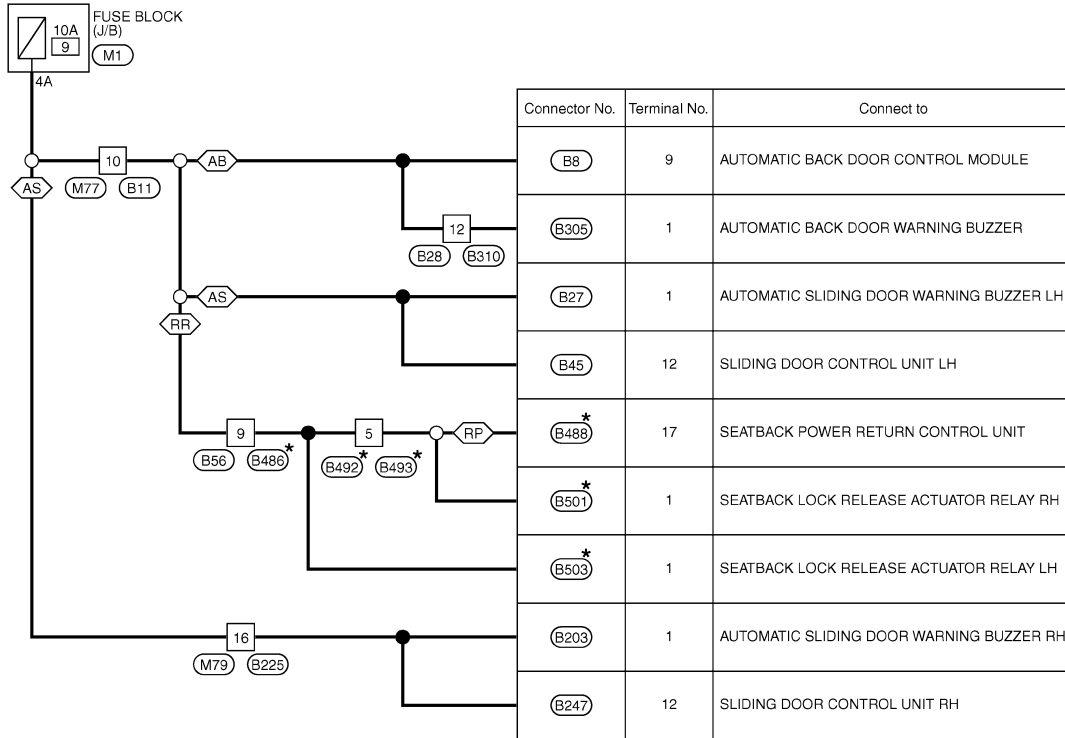 FUSE BLOCK
(J/B)
10A
9
M1
4A
Connector No. Terminal No. Connect to
10 AB B8 9 AUTOMATIC BACK DOOR CONTROL MODULE
AS M77 B11
12 B305 1 AUTOMATIC BACK DOOR WARNING BUZZER
B28 B310
AS B27 1 AUTOMATIC SLIDING DOOR WARNING BUZZER LH
RR
B45 12 SLIDING DOOR CONTROL UNIT LH
9 5 RP B488* 17 SEATBACK POWER RETURN CONTROL UNIT
B56 B486* B492* B493*
B501* 1 SEATBACK LOCK RELEASE ACTUATOR RELAY RH
B503* 1 SEATBACK LOCK RELEASE ACTUATOR RELAY LH
16 B203 1 AUTOMATIC SLIDING DOOR WARNING BUZZER RH
M79 B225
B247 12 SLIDING DOOR CONTROL UNIT RH